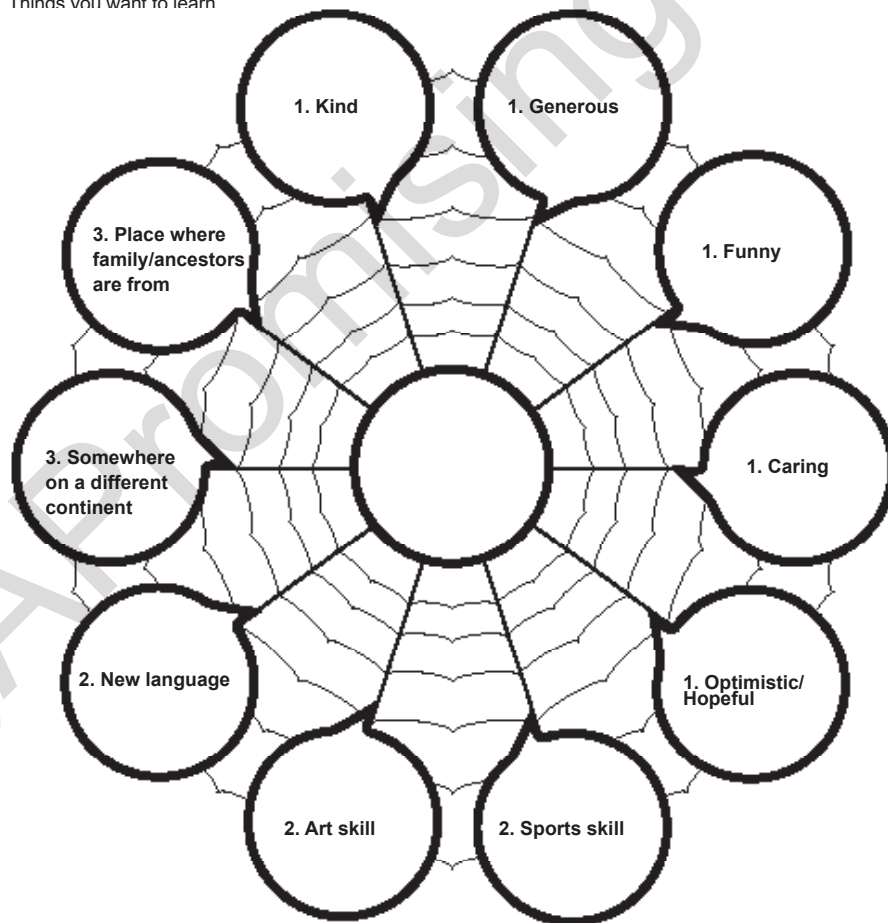 Things you want to learn
1. Kind
1. Generous
3. Place where
family/ancestors
are from
1. Funny
3. Somewhere
on a different
continent
1. Caring
2. New language
1. Optimistic/
Hopeful
2. Art skill
2. Sports skill
Promising